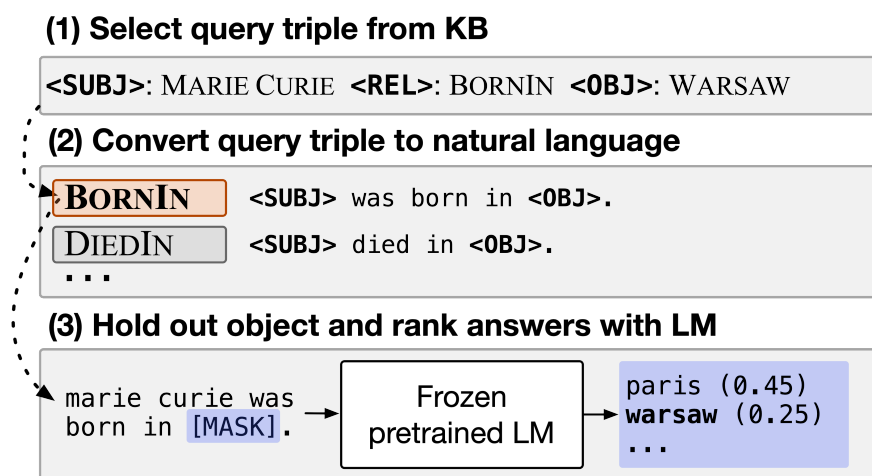 (1) Select query triple from KB
<SUBJ>: MARIE CURIE <REL>: BORNIN <OBJ>: WARSAW
(2) Convert query triple to natural language
BORNIN <SUBJ> was born in <OBJ>.
DIEDIN <SUBJ> died in <OBJ>.
...
(3) Hold out object and rank answers with LM
marie curie was
born in [MASK].
Frozen
pretrained LM
paris (0.45)
warsaw (0.25)
...